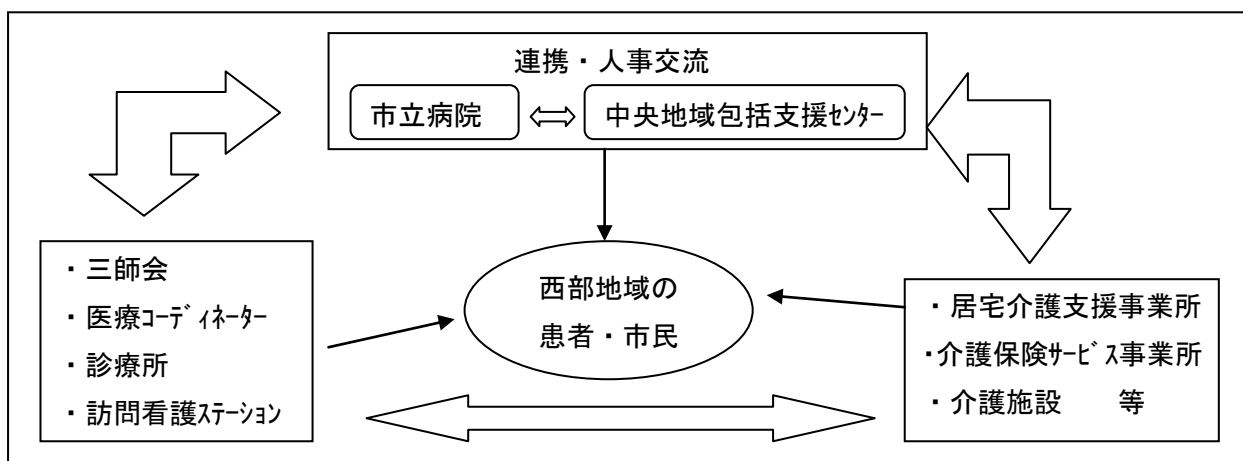 連携・人事交流
市立病院
中央地域包括支援ｾﾝﾀｰ
・三師会
・医療ｺｰﾃﾞｨﾈｰﾀｰ
・診療所
・訪問看護ｽﾃｰｼｮﾝ
西部地域の
患者・市民
・居宅介護支援事業所
・介護保険ｻｰﾋﾞｽ事業所
・介護施設　　等